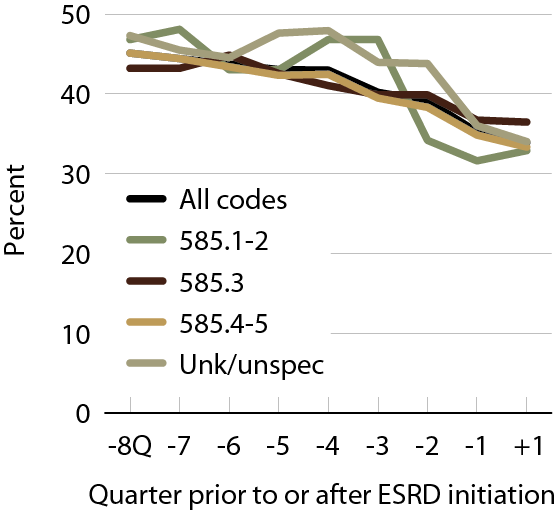 50
40
30
20
10
0
Percent
All codes
585.1-2
585.3
585.4-5
Unk/unspec
-8Q -7 -6 -5 -4 -3 -2 -1 +1
Quarter prior to or after ESRD initiation